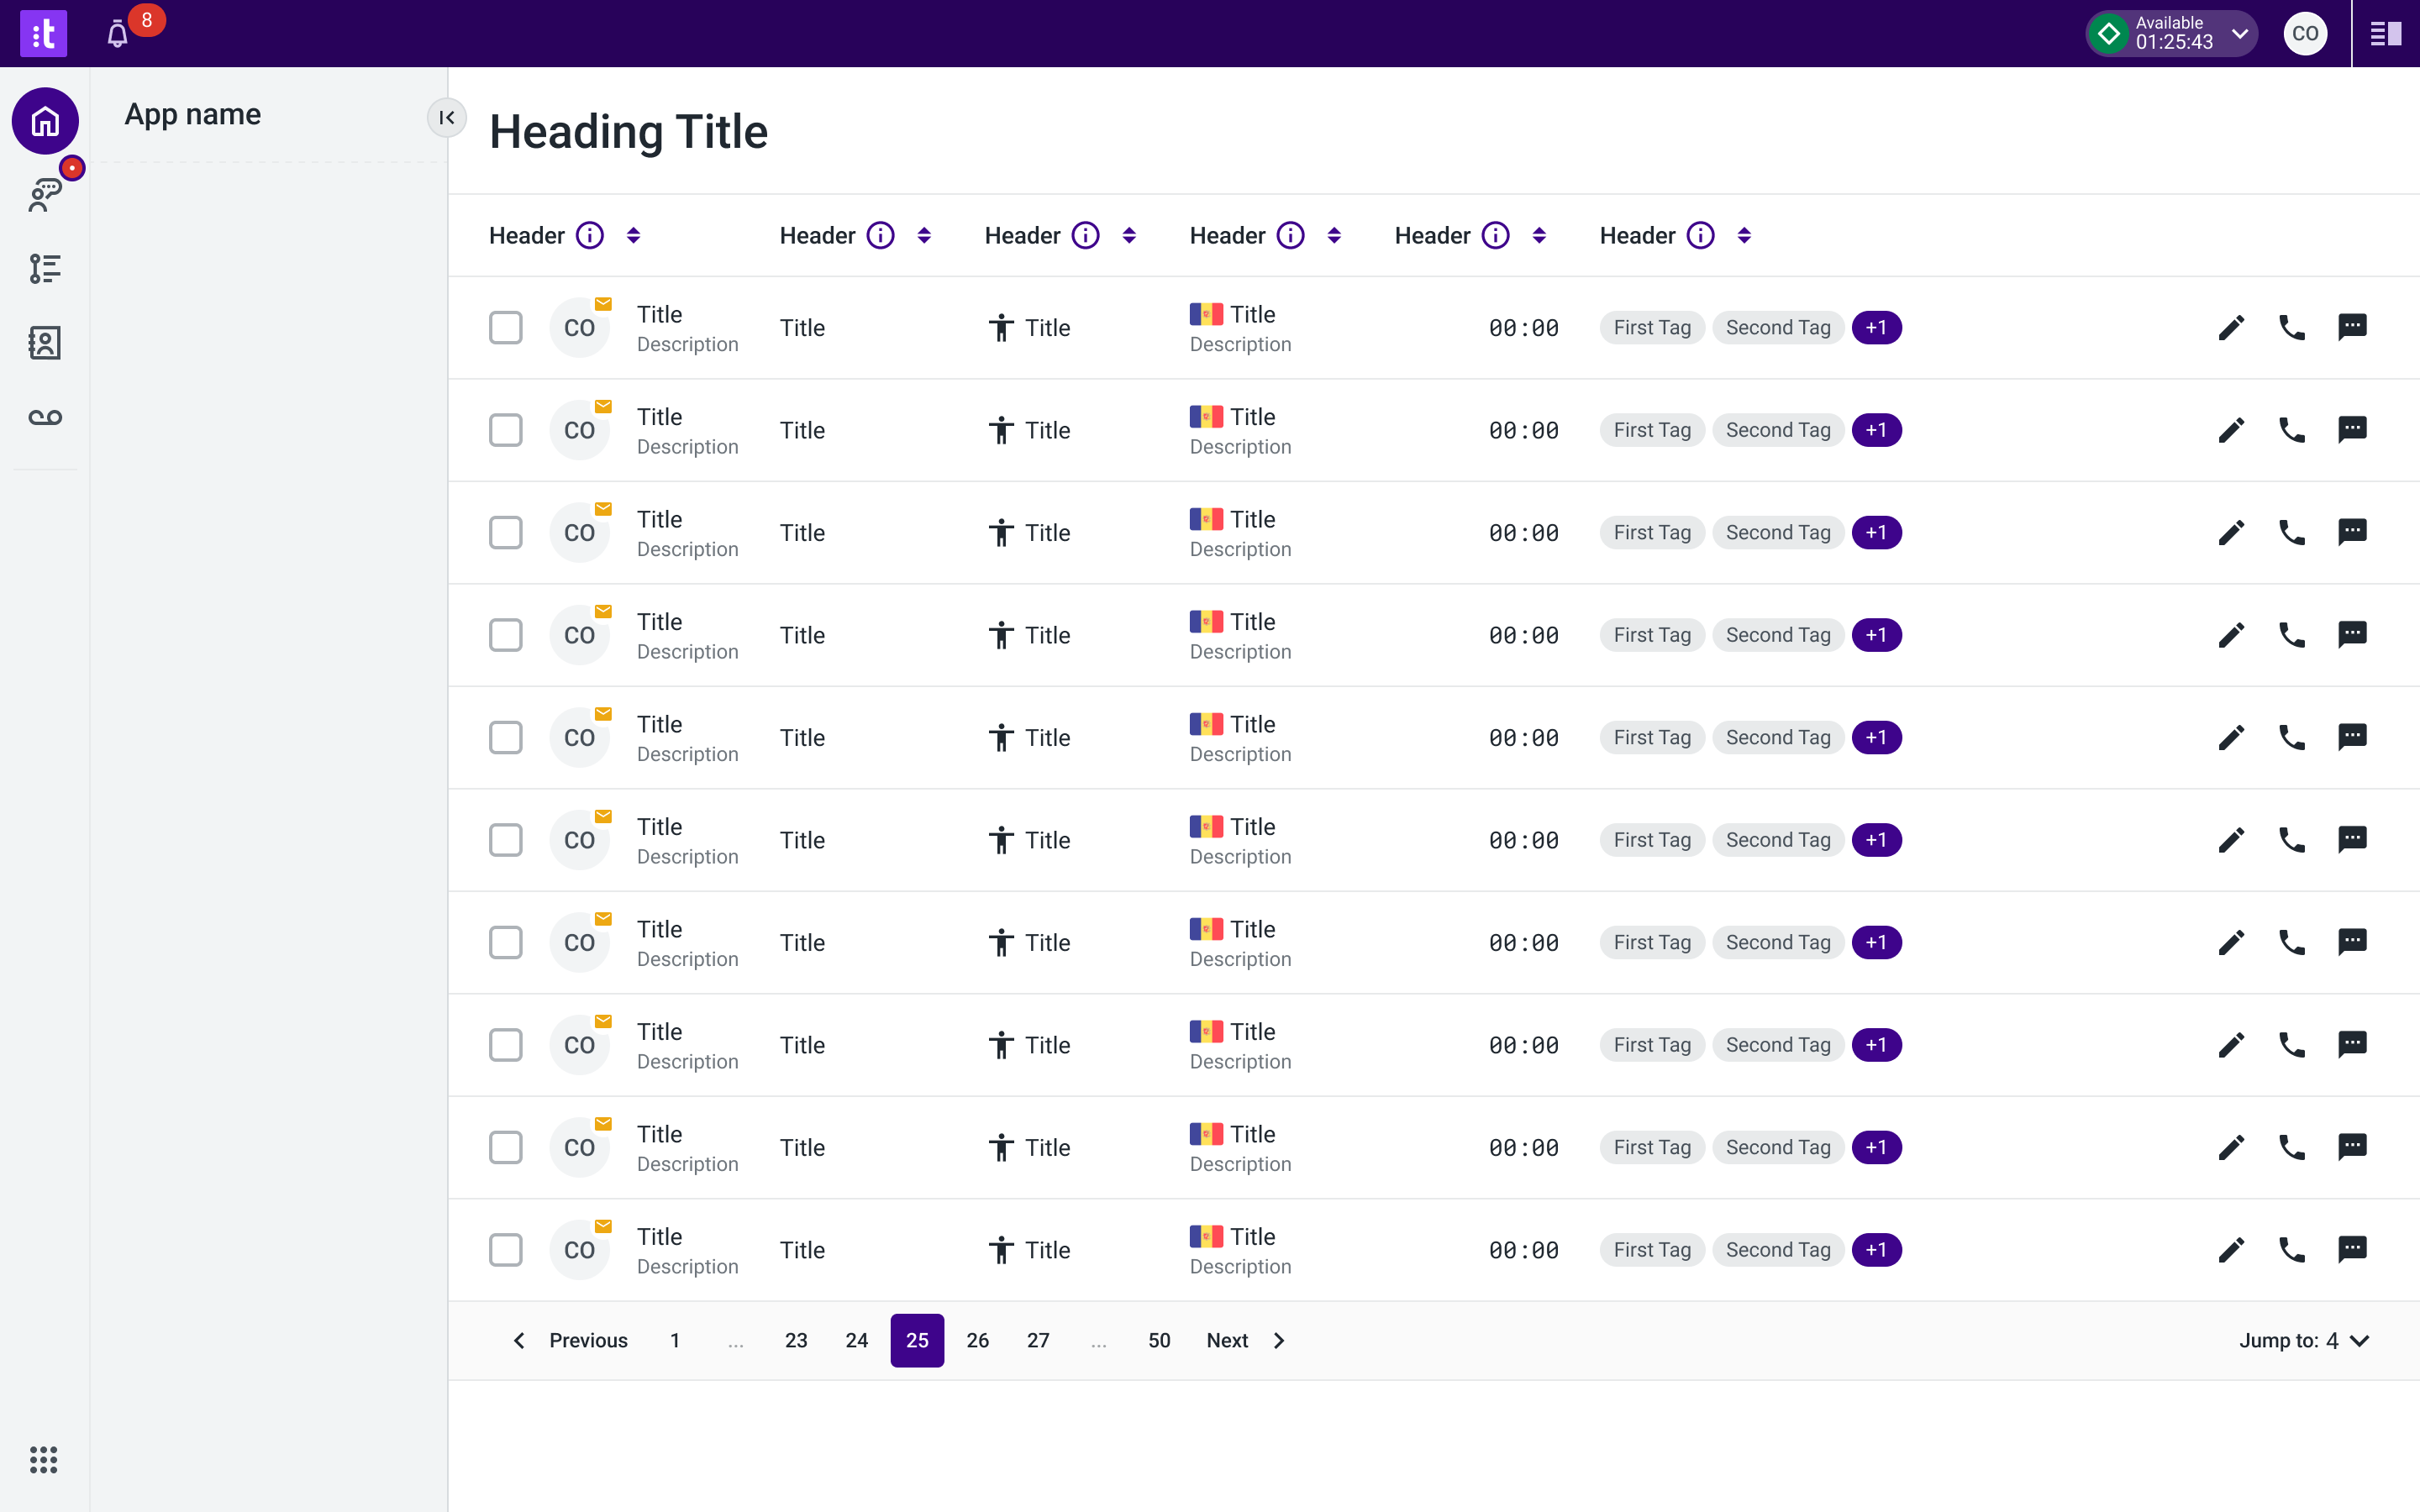 :t
8
Available
01:25:43
CO
App name
Heading Title
Header Header Header Header Header Header
CO Title Description Title Title Title Description 00:00 First Tag Second Tag +1
CO Title Description Title Title Title Description 00:00 First Tag Second Tag +1
CO Title Description Title Title Title Description 00:00 First Tag Second Tag +1
CO Title Description Title Title Title Description 00:00 First Tag Second Tag +1
CO Title Description Title Title Title Description 00:00 First Tag Second Tag +1
CO Title Description Title Title Title Description 00:00 First Tag Second Tag +1
CO Title Description Title Title Title Description 00:00 First Tag Second Tag +1
CO Title Description Title Title Title Description 00:00 First Tag Second Tag +1
CO Title Description Title Title Title Description 00:00 First Tag Second Tag +1
CO Title Description Title Title Title Description 00:00 First Tag Second Tag +1
Previous 1 ... 23 24 25 26 27 ... 50 Next Jump to: 4